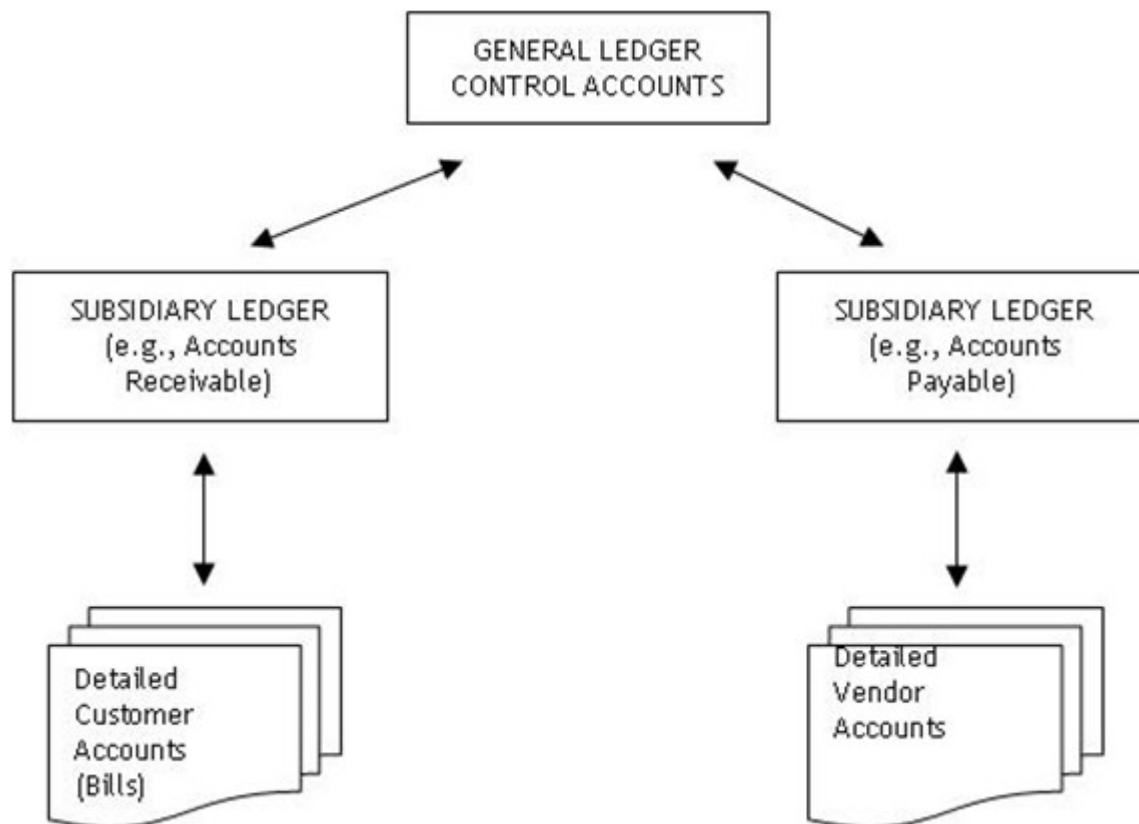 GENERAL LEDGER
CONTROL ACCOUNTS
SUBSIDIARY LEDGER
(e.g., Accounts
Receivable)
SUBSIDIARY LEDGER
(e.g., Accounts
Payable)
Detailed
Customer
Accounts
(Bills)
Detailed
Vendor
Accounts